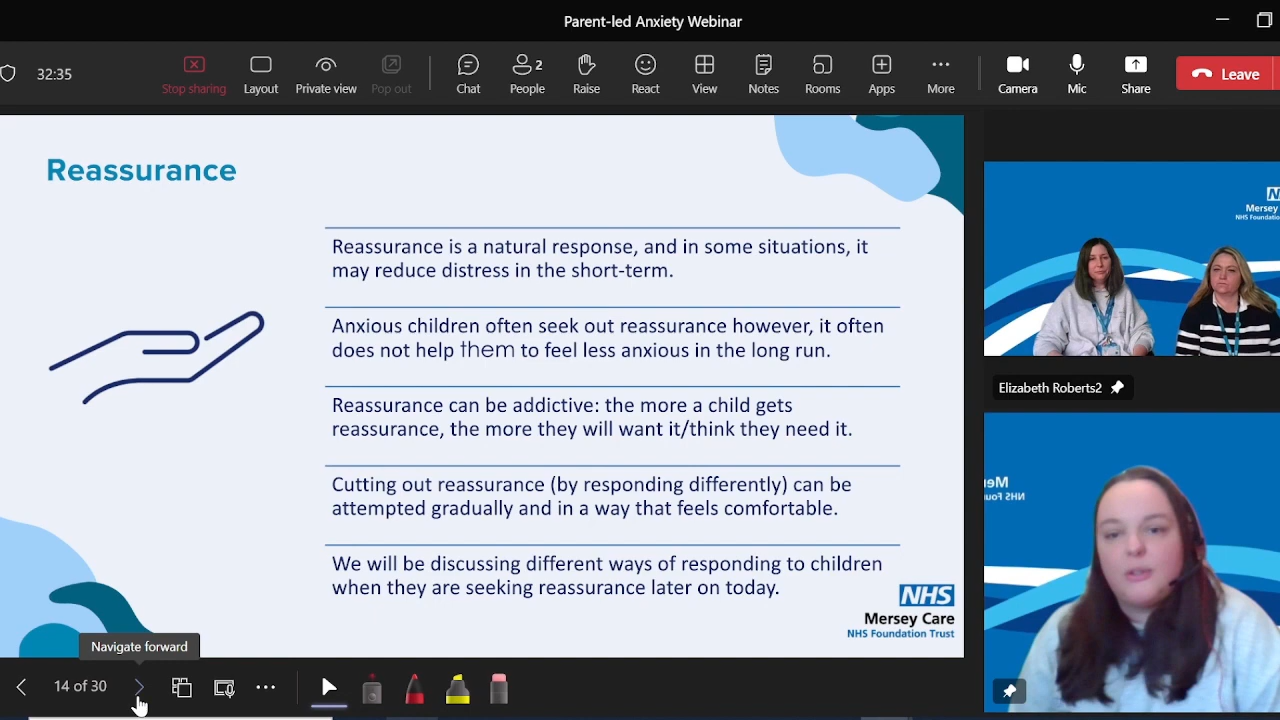 Parent-led Anxiety Webinar
32:35
Stop sharing
Layout
Private view
Pop out
Chat
2
People
Raise
React
View
Notes
Rooms
Apps
More
Camera
Mic
Share
Leave
Reassurance
Reassurance is a natural response, and in some situations, it
may reduce distress in the short-term.
Anxious children often seek out reassurance however, it often
does not help them to feel less anxious in the long run.
Reassurance can be addictive: the more a child gets
reassurance, the more they will want it/think they need it.
Cutting out reassurance (by responding differently) can be
attempted gradually and in a way that feels comfortable.
We will be discussing different ways of responding to children
when they are seeking reassurance later on today.
NHS
Mersey Care
NHS Foundation Trust
Mersey
Elizabeth Roberts2
Navigate forward
14 of 30